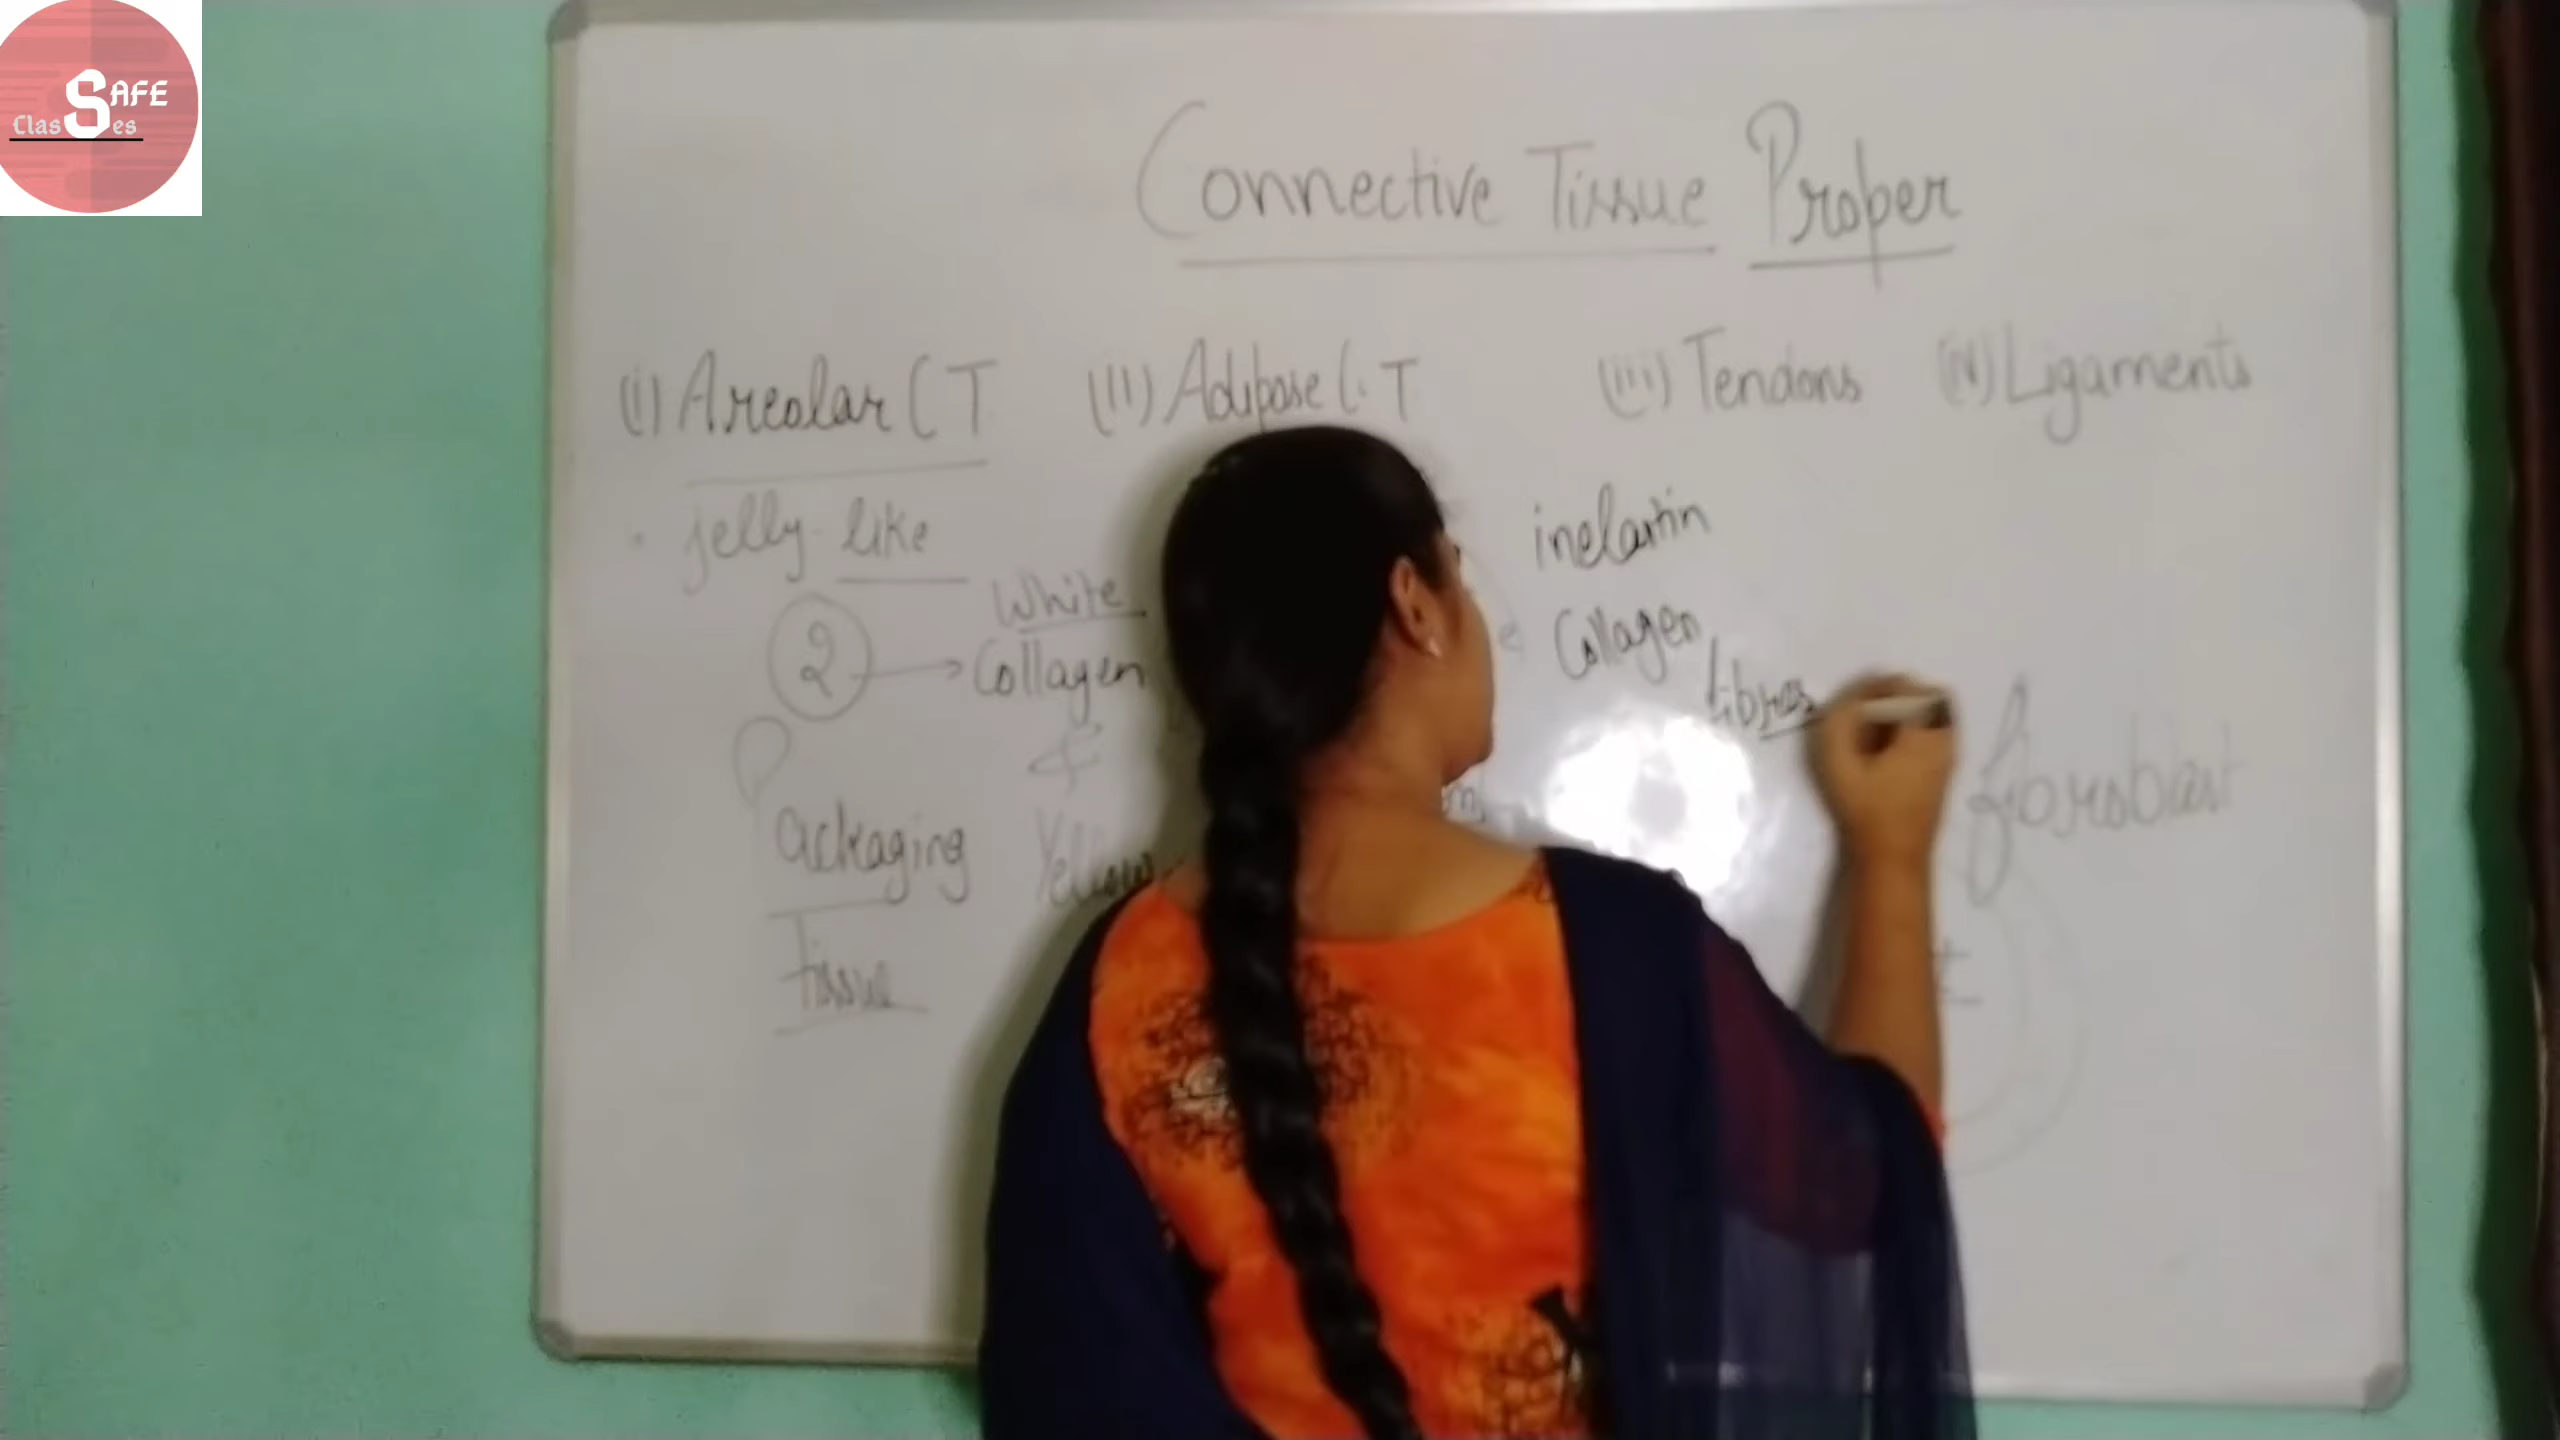 SAFE
Classes
Connective Tissue Proper
(i) Areolar C T (ii) Adipose C.T (iii) Tendons (iv) Ligaments
jelly-like
inelastin
White
2 → Collagen
Collagen
fibres
&
fibroblast
Packaging
Yellow
Tissue